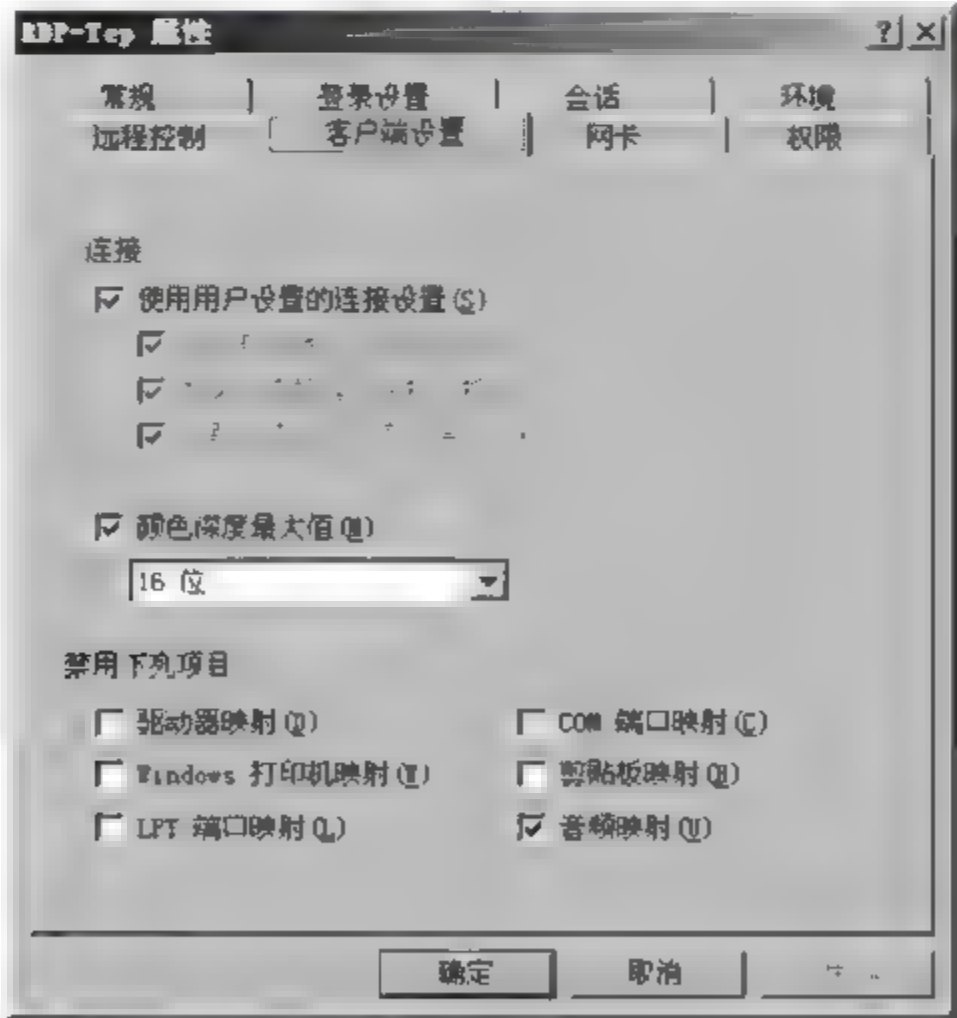 RDP-Tcp 属性
常规 登录设置 会话 环境
远程控制 客户端设置 网卡 权限
连接
使用用户设置的连接设置(S)
颜色深度最大值(M)
16 位
禁用下列项目
驱动器映射(D) COM 端口映射(C)
Windows 打印机映射(W) 剪贴板映射(B)
LPT 端口映射(L) 音频映射(U)
确定 取消